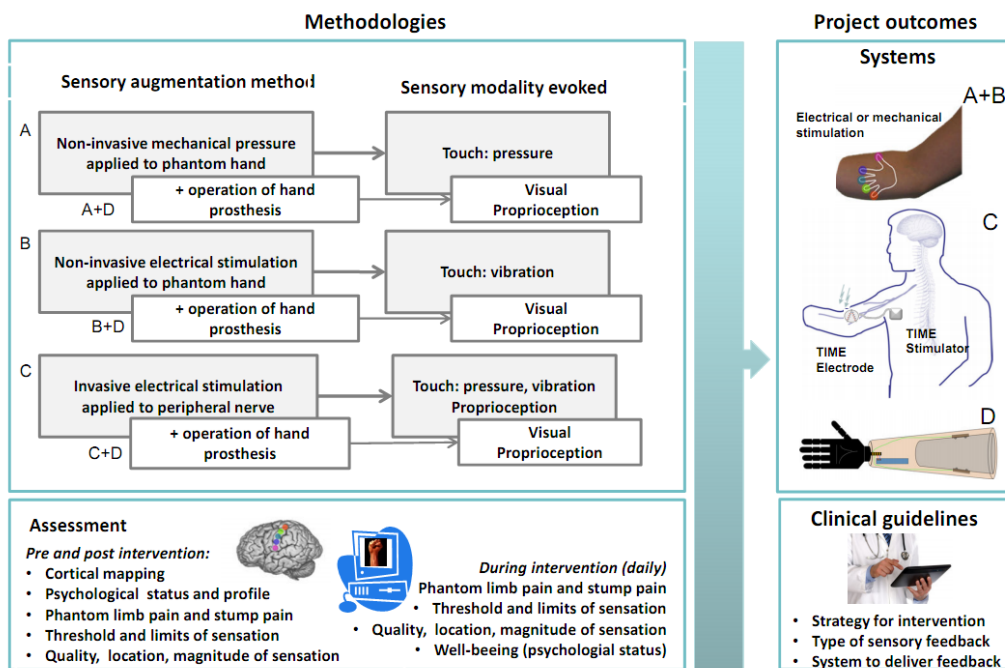 Methodologies
Sensory augmentation method
Sensory modality evoked
A
Non-invasive mechanical pressure
applied to phantom hand
Touch: pressure
A+D
+ operation of hand
prosthesis
Visual
Proprioception
B
Non-invasive electrical stimulation
applied to phantom hand
Touch: vibration
B+D
+ operation of hand
prosthesis
Visual
Proprioception
C
Invasive electrical stimulation
applied to peripheral nerve
Touch: pressure, vibration
Proprioception
C+D
+ operation of hand
prosthesis
Visual
Proprioception
Assessment
Pre and post intervention:
• Cortical mapping
• Psychological status and profile
• Phantom limb pain and stump pain
• Threshold and limits of sensation
• Quality, location, magnitude of sensation
During intervention (daily)
Phantom limb pain and stump pain
• Threshold and limits of sensation
• Quality, location, magnitude of sensation
• Well-beeing (psychologial status)
Project outcomes
Systems
A+B
Electrical or mechanical
stimulation
C
TIME
Electrode
TIME
Stimulator
D
Clinical guidelines
• Strategy for intervention
• Type of sensory feedback
• System to deliver feedback